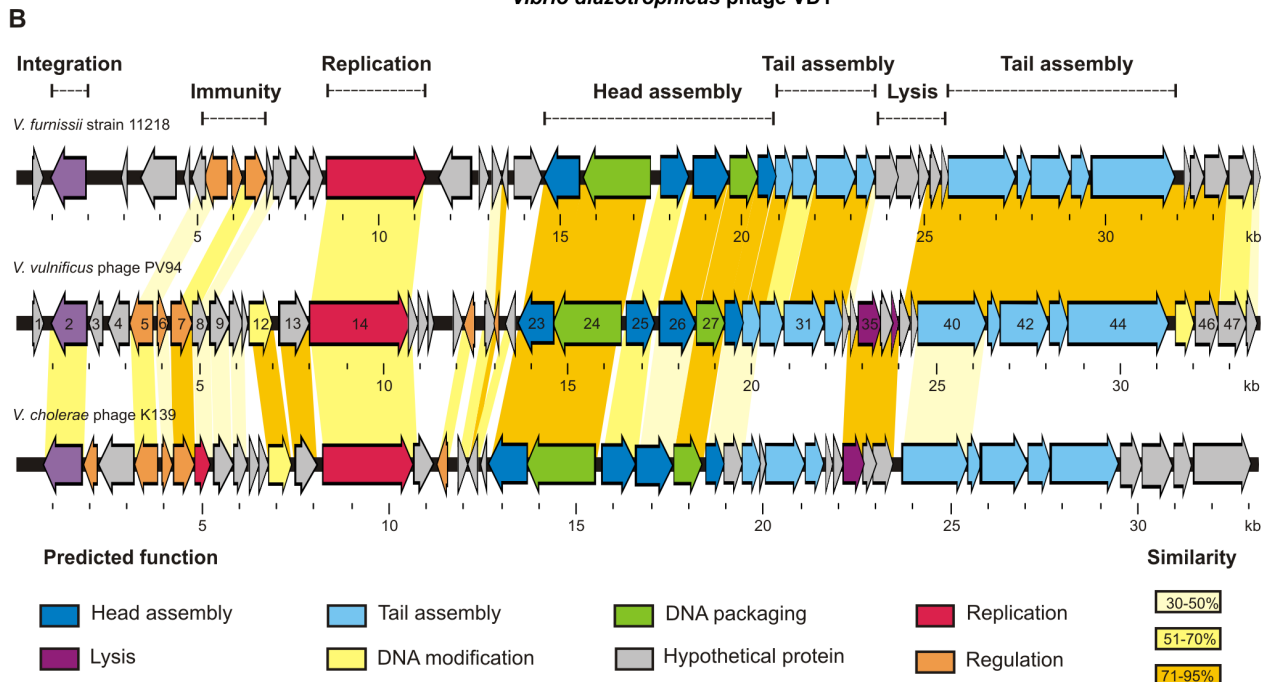 Vibrio diazotrophicus phage VD1
B
Integration Replication Tail assembly Tail assembly
Immunity Head assembly Lysis
V. furnissii strain 11218
5 10 15 20 25 30 kb
V. vulnificus phage PV94
1 2 3 4 5 6 7 8 9 12 13 14 23 24 25 26 27 31 35 40 42 44 46 47
5 10 15 20 25 30 kb
V. cholerae phage K139
5 10 15 20 25 30 kb
Predicted function Similarity
Head assembly Tail assembly DNA packaging Replication 30-50%
51-70%
Lysis DNA modification Hypothetical protein Regulation
71-95%